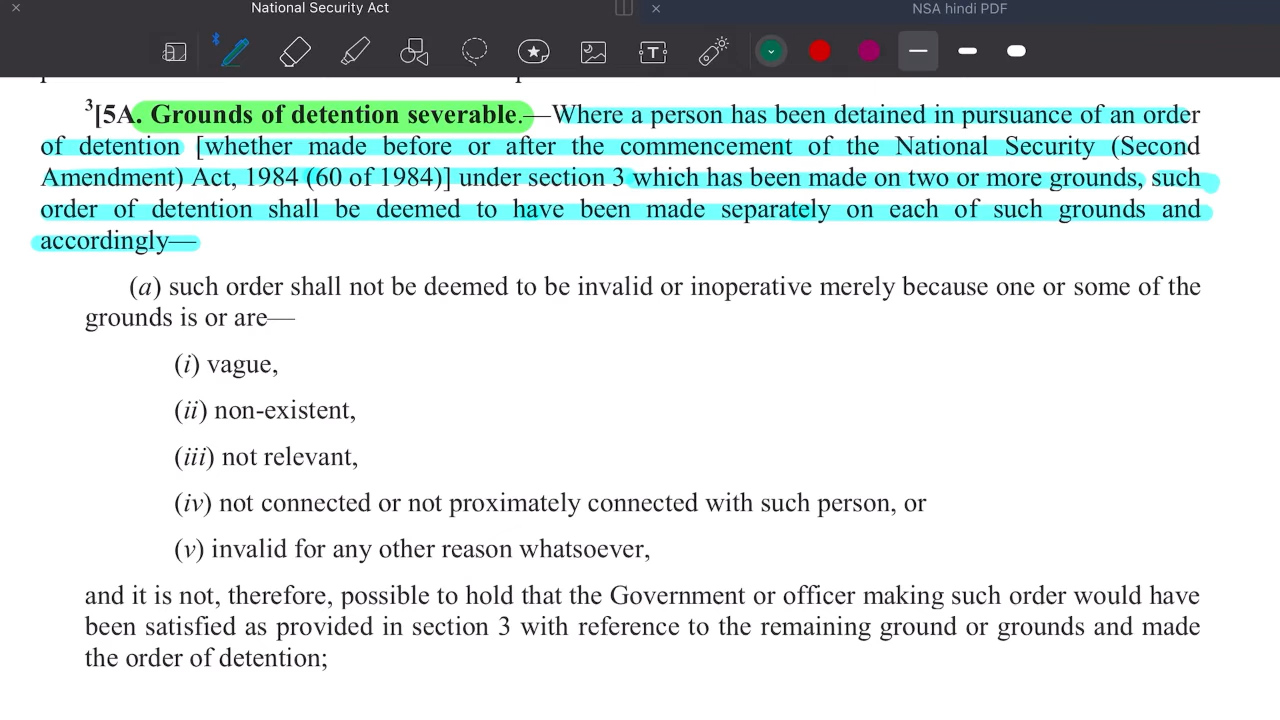 National Security Act
NSA hindi PDF
3[5A. Grounds of detention severable.—Where a person has been detained in pursuance of an order
of detention [whether made before or after the commencement of the National Security (Second
Amendment) Act, 1984 (60 of 1984)] under section 3 which has been made on two or more grounds, such
order of detention shall be deemed to have been made separately on each of such grounds and
accordingly—
(a) such order shall not be deemed to be invalid or inoperative merely because one or some of the
grounds is or are—
(i) vague,
(ii) non-existent,
(iii) not relevant,
(iv) not connected or not proximately connected with such person, or
(v) invalid for any other reason whatsoever,
and it is not, therefore, possible to hold that the Government or officer making such order would have
been satisfied as provided in section 3 with reference to the remaining ground or grounds and made
the order of detention;